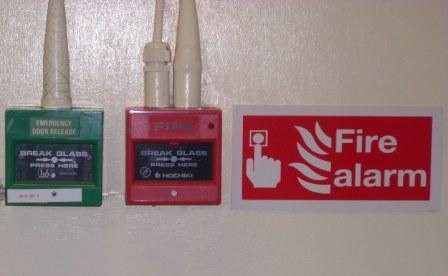 EMERGENCY
DOOR RELEASE
BREAK GLASS
PRESS HERE
FIRE
BREAK GLASS
PRESS HERE
HOCHIKI
Fire
alarm